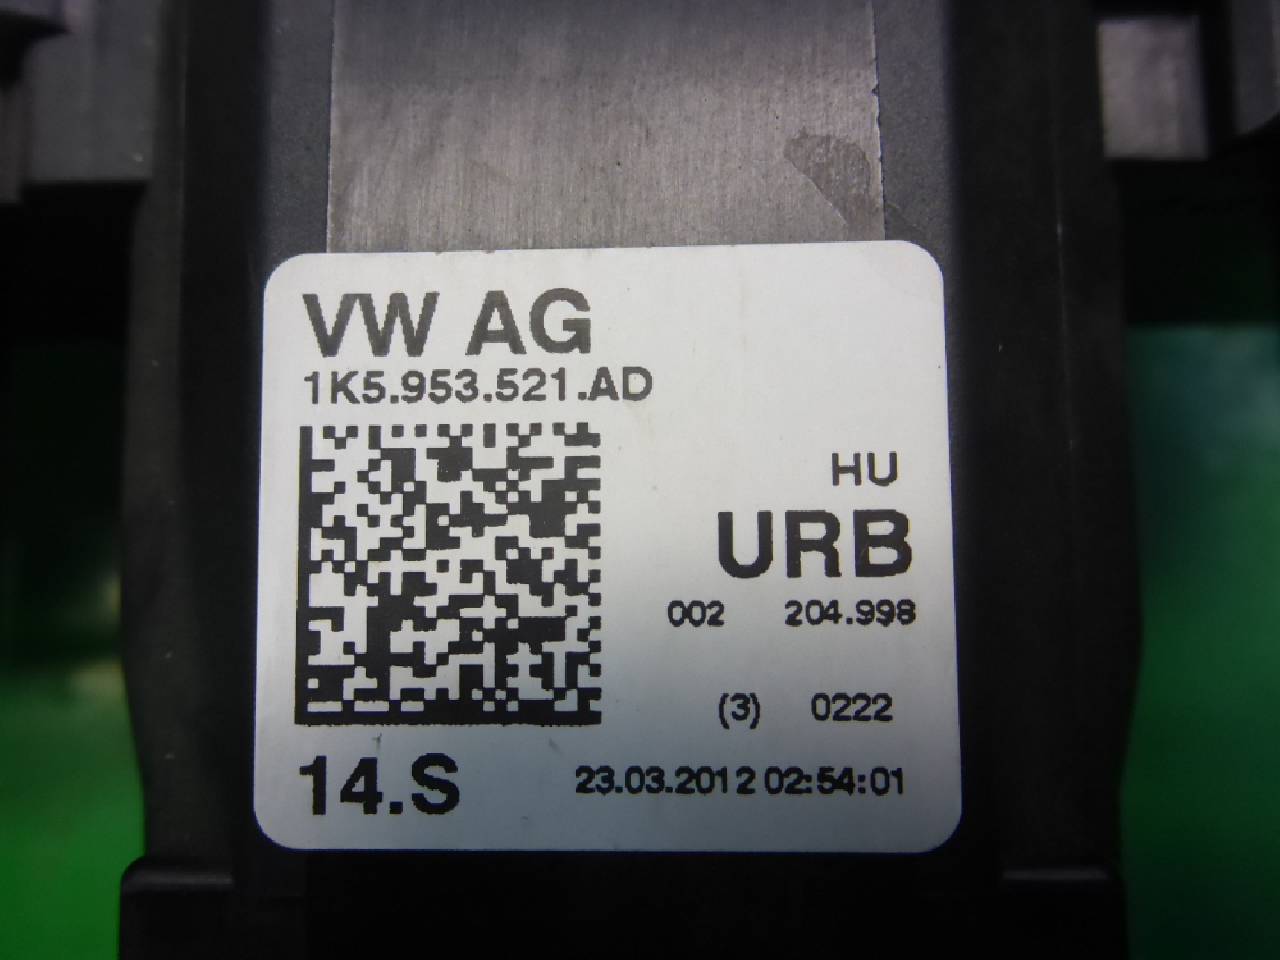 VW AG
1K5.953.521.AD
HU
URB
002 204.998
(3) 0222
14.S 23.03.2012 02:54:01